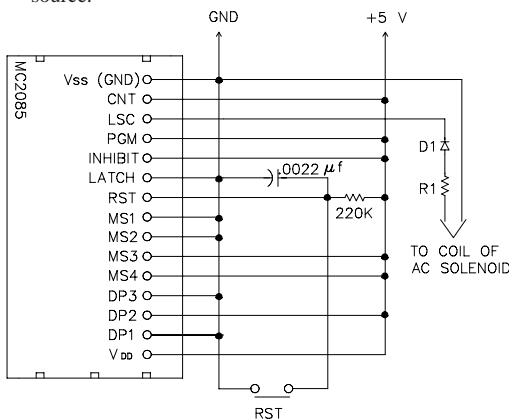 source.
GND
+5 V
MC2085
Vss (GND)
CNT
LSC
PGM
INHIBIT
LATCH
RST
MS1
MS2
MS3
MS4
DP3
DP2
DP1
VDD
.0022 µf
220K
D1
R1
TO COIL OF
AC SOLENOID
RST